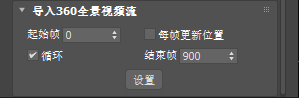 导入360全景视频流
起始帧 0 每帧更新位置
循环 结束帧 900
设置